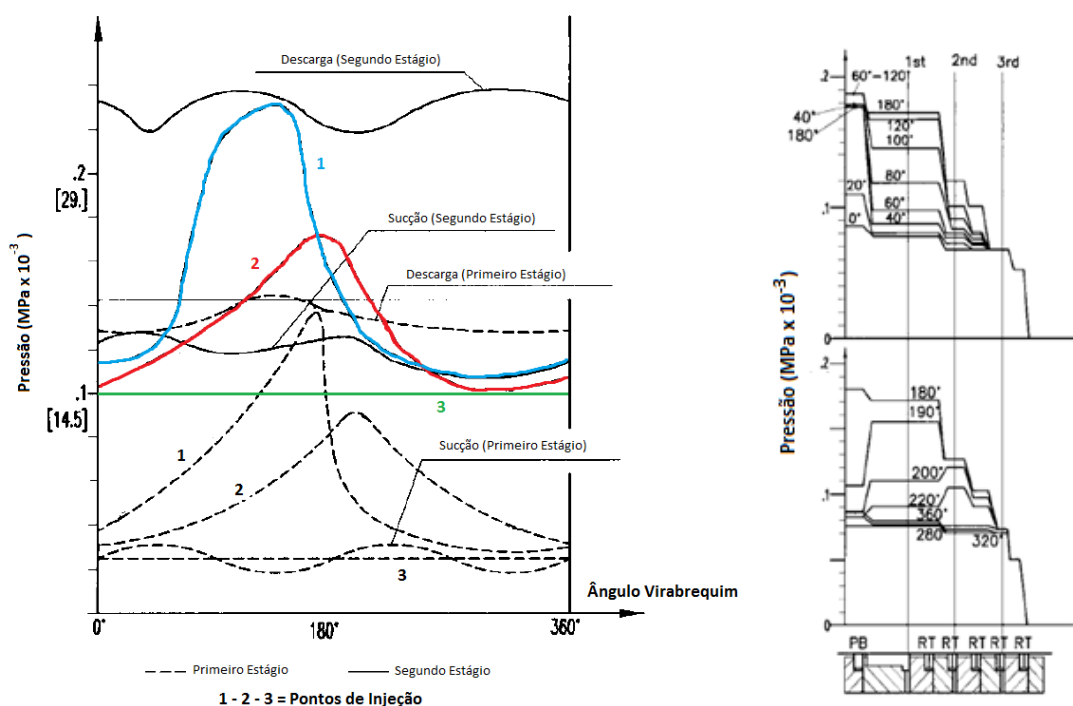 Descarga (Segundo Estágio)
1
.2
[29.]
Sucção (Segundo Estágio)
2
Descarga (Primeiro Estágio)
Pressão (MPa x 10⁻³)
.1
[14.5]
3
Sucção (Primeiro Estágio)
1
2
3
Ângulo Virabrequim
0°
180°
360°
Primeiro Estágio
Segundo Estágio
1 - 2 - 3 = Pontos de Injeção
1st
2nd
3rd
.2
60°-120°
40°
180°
180°
120°
100°
20°
80°
.1
60°
0°
40°
0
Pressão (MPa x 10⁻³)
.2
180°
190°
.1
200°
220°
360°
280°
320°
0
PB
RT
RT
RT
RT
RT